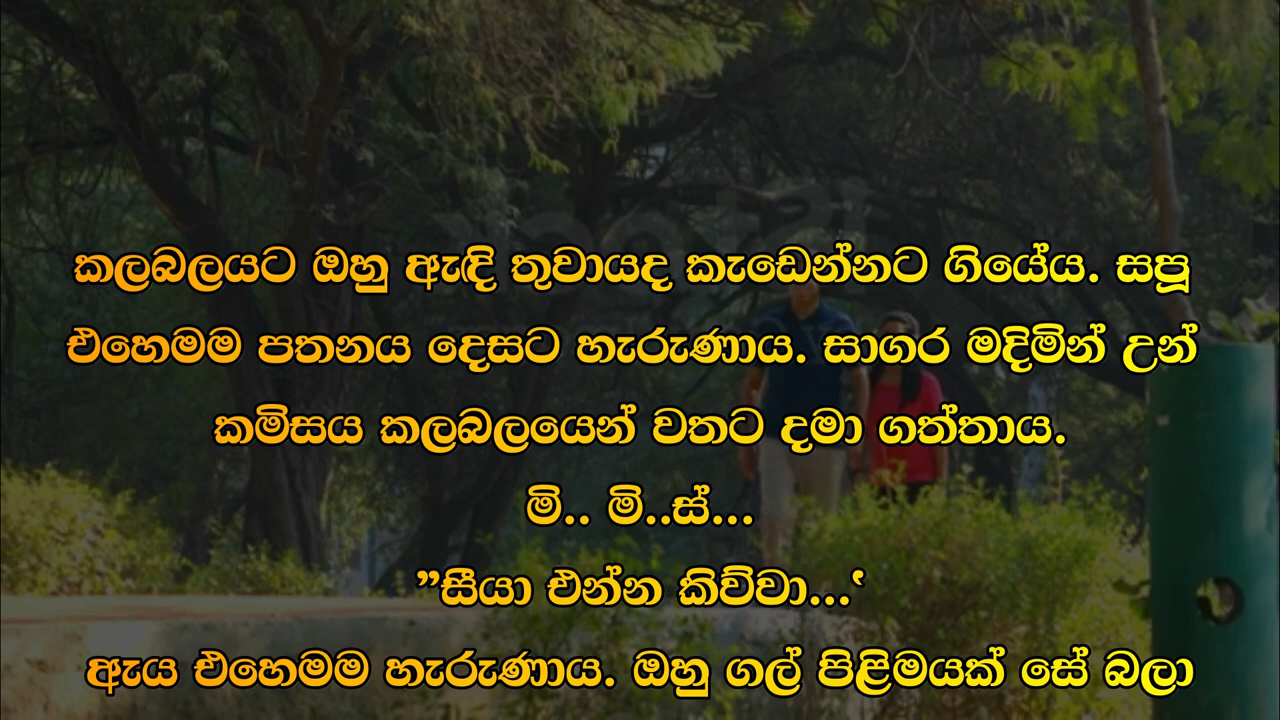 කලබලයට ඔහු ඇඳි තුවායද කැඩෙන්නට ගියේය. සපූ
එහෙමම පතනය දෙසට හැරුණාය. සාගර මදිමින් උන්
කමිසය කලබලයෙන් වතට දමා ගත්තාය.
මි.. මි..ස්...
”සීයා එන්න කිව්වා...‛
ඇය එහෙමම හැරුණාය. ඔහු ගල් පිළිමයක් සේ බලා